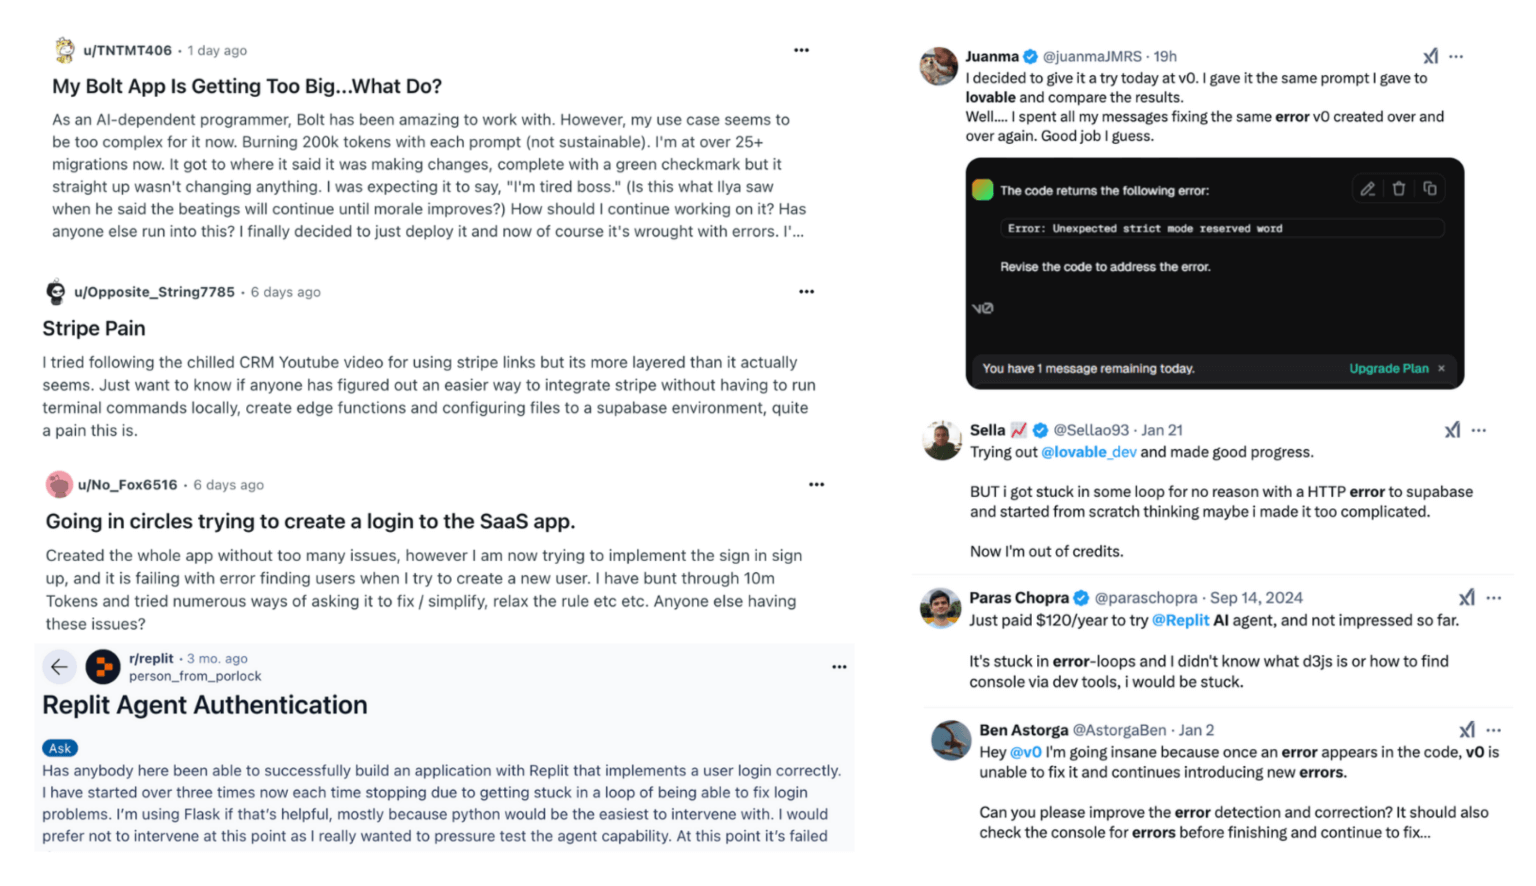 u/TNTMT406 • 1 day ago
My Bolt App Is Getting Too Big...What Do?
As an AI-dependent programmer, Bolt has been amazing to work with. However, my use case seems to
be too complex for it now. Burning 200k tokens with each prompt (not sustainable). I'm at over 25+
migrations now. It got to where it said it was making changes, complete with a green checkmark but it
straight up wasn't changing anything. I was expecting it to say, "I'm tired boss." (Is this what Ilya saw
when he said the beatings will continue until morale improves?) How should I continue working on it? Has
anyone else run into this? I finally decided to just deploy it and now of course it's wrought with errors. I'...
u/Opposite_String7785 • 6 days ago
Stripe Pain
I tried following the chilled CRM Youtube video for using stripe links but its more layered than it actually
seems. Just want to know if anyone has figured out an easier way to integrate stripe without having to run
terminal commands locally, create edge functions and configuring files to a supabase environment, quite
a pain this is.
u/No_Fox6516 • 6 days ago
Going in circles trying to create a login to the SaaS app.
Created the whole app without too many issues, however I am now trying to implement the sign in sign
up, and it is failing with error finding users when I try to create a new user. I have bunt through 10m
Tokens and tried numerous ways of asking it to fix / simplify, relax the rule etc etc. Anyone else having
these issues?
r/replit • 3 mo. ago
person_from_porlock
Replit Agent Authentication
Ask
Has anybody here been able to successfully build an application with Replit that implements a user login correctly.
I have started over three times now each time stopping due to getting stuck in a loop of being able to fix login
problems. I'm using Flask if that's helpful, mostly because python would be the easiest to intervene with. I would
prefer not to intervene at this point as I really wanted to pressure test the agent capability. At this point it's failed
Juanma @juanmaJMRS · 19h
I decided to give it a try today at v0. I gave it the same prompt I gave to
lovable and compare the results.
Well.... I spent all my messages fixing the same error v0 created over and
over again. Good job I guess.
The code returns the following error:
Error: Unexpected strict mode reserved word
Revise the code to address the error.
v0
You have 1 message remaining today. Upgrade Plan ×
Sella 📈 @Sellao93 · Jan 21
Trying out @lovable_dev and made good progress.
BUT i got stuck in some loop for no reason with a HTTP error to supabase
and started from scratch thinking maybe i made it too complicated.
Now I'm out of credits.
Paras Chopra @paraschopra · Sep 14, 2024
Just paid $120/year to try @Replit AI agent, and not impressed so far.
It's stuck in error-loops and I didn't know what d3js is or how to find
console via dev tools, i would be stuck.
Ben Astorga @AstorgaBen · Jan 2
Hey @v0 I'm going insane because once an error appears in the code, v0 is
unable to fix it and continues introducing new errors.
Can you please improve the error detection and correction? It should also
check the console for errors before finishing and continue to fix...